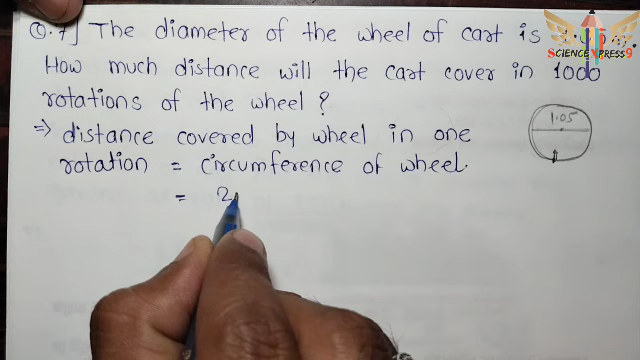 Q.7] The diameter of the wheel of cart is
How much distance will the cart cover in 1000
rotations of the wheel ?
⇒ distance covered by wheel in one
rotation = circumference of wheel.
= 2
1.05
SCIENCE XPRESS9